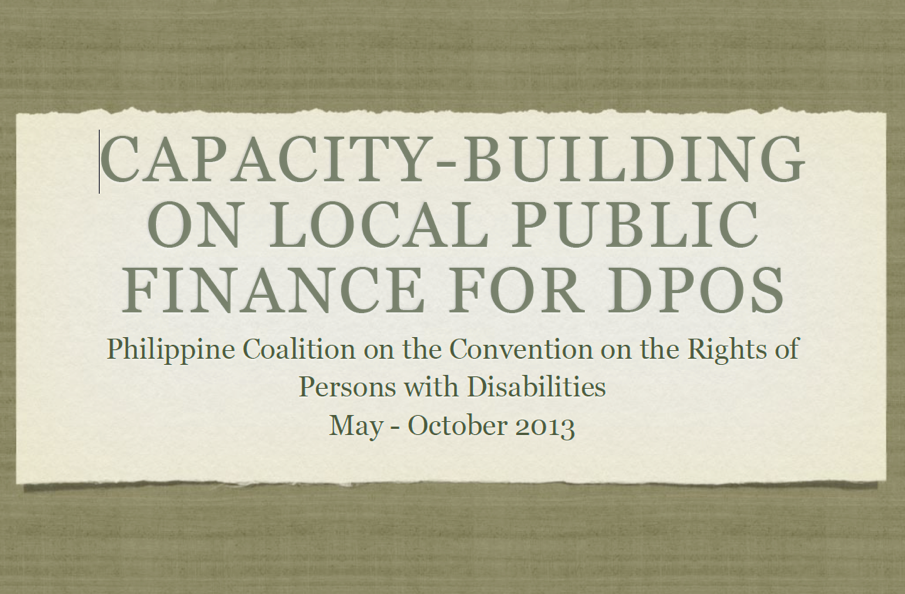 CAPACITY-BUILDING
ON LOCAL PUBLIC
FINANCE FOR DPOS
Philippine Coalition on the Convention on the Rights of
Persons with Disabilities
May - October 2013